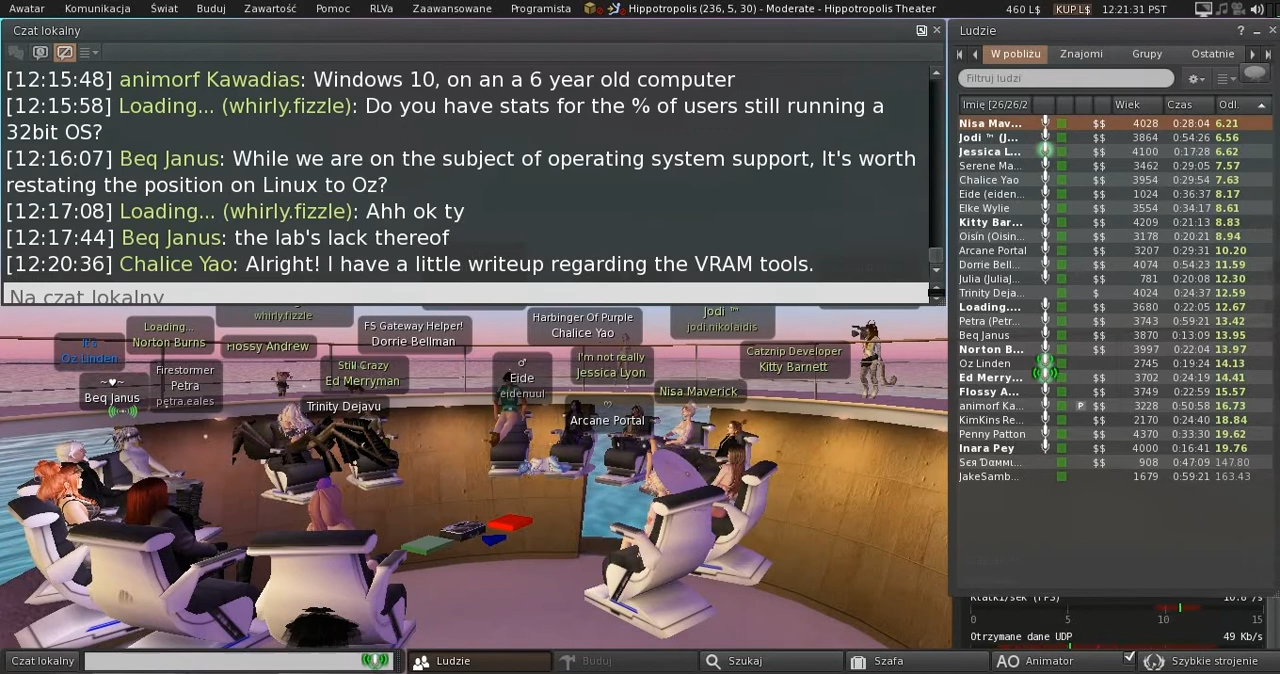 Awatar Komunikacja Świat Buduj Zawartość Pomoc RLVa Zaawansowane Programista Hippotropolis (236, 5, 30) - Moderate - Hippotropolis Theater 460 L$ KUP L$ 12:21:31 PST
Czat lokalny
[12:15:48] animorf Kawadias: Windows 10, on an a 6 year old computer
[12:15:58] Loading... (whirly.fizzle): Do you have stats for the % of users still running a
32bit OS?
[12:16:07] Beq Janus: While we are on the subject of operating system support, It's worth
restating the position on Linux to Oz?
[12:17:08] Loading... (whirly.fizzle): Ahh ok ty
[12:17:44] Beq Janus: the lab's lack thereof
[12:20:36] Chalice Yao: Alright! I have a little writeup regarding the VRAM tools.
Na czat lokalny
whirly.fizzle
Loading...
Norton Burns
It's
Oz Linden
Flossy Andrew
FS Gateway Helper!
Dorrie Bellman
Harbinger Of Purple
Chalice Yao
Jodi ™
jodi.nikolaidis
Firestormer
Petra
petra.eales
~♥~
Beq Janus
Still Crazy
Ed Merryman
Trinity Dejavu
♂
Eide
eidenuul
I'm not really
Jessica Lyon
Catznip Developer
Kitty Barnett
Nisa Maverick
♡
Arcane Portal
Ludzie
? _ ×
W pobliżu Znajomi Grupy Ostatnie
Filtruj ludzi
Imię [26/26/2 Wiek Czas Odl.
Nisa Mav... $$ 4028 0:28:04 6.21
Jodi ™ (J... $$ 3864 0:54:26 6.56
Jessica L... $$ 4100 0:17:28 6.62
Serene Ma... $$ 3462 0:29:05 7.57
Chalice Yao $$ 3954 0:29:54 7.63
Eide (eiden... $$ 1024 0:36:37 8.17
Elke Wylie $$ 3554 0:34:17 8.61
Kitty Bar... $$ 4209 0:21:13 8.83
Oisín (Oisin... $$ 3178 0:20:21 8.94
Arcane Portal $$ 3207 0:29:31 10.20
Dorrie Bell... $$ 4074 0:54:23 11.59
Julia (JuliaJ... $$ 781 0:20:08 12.30
Trinity Deja... $ 4024 0:24:37 12.59
Loading.... $$ 3680 0:22:05 12.67
Petra (Petr... $$ 3743 0:59:21 13.42
Beq Janus $$ 3870 0:13:09 13.95
Norton B... $$ 3997 0:22:04 13.97
Oz Linden 2745 0:19:24 14.13
Ed Merry... $$ 3702 0:24:19 14.41
Flossy A... $$ 3749 0:22:59 15.57
animorf Ka... P $$ 3228 0:50:58 16.73
KimKins Re... $$ 2170 0:24:40 18.84
Penny Patton $$ 4370 0:33:30 19.62
Inara Pey $$ 4000 0:16:41 19.76
$$ 908 0:47:09 147.80
JakeSamb... 1679 0:59:21 163.43
Klatki/sek (FPS) 10.8 /s
0 5 10 15
Otrzymane dane UDP 49 Kb/s
Czat lokalny Ludzie Buduj Szukaj Szafa AO Animator Szybkie strojenie